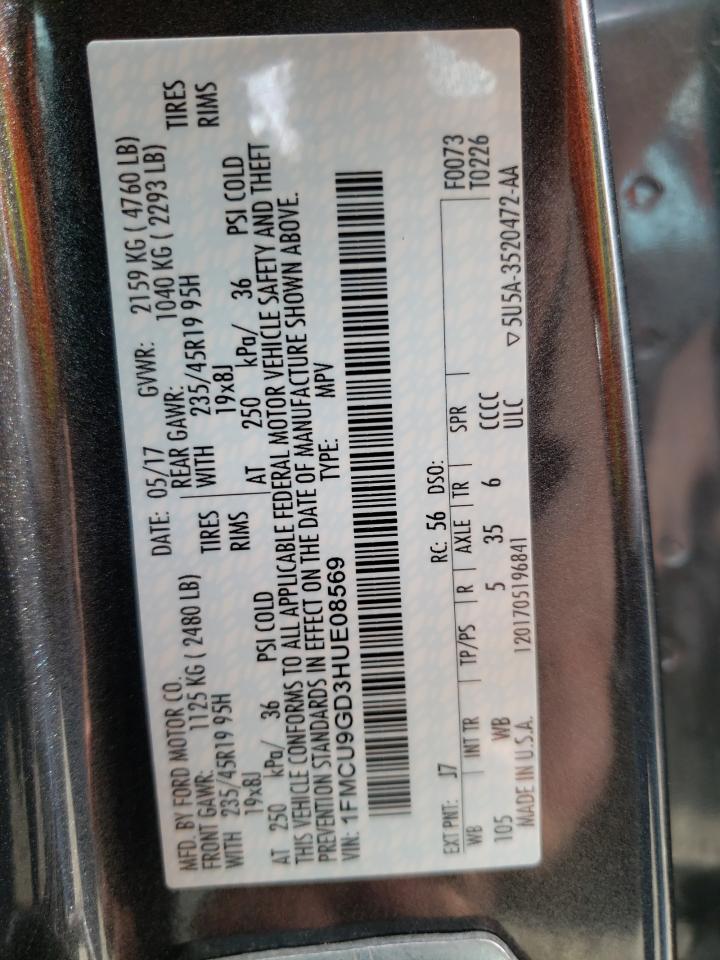 MFD. BY FORD MOTOR CO. DATE: 05/17 GVWR: 2159 KG ( 4760 LB)
FRONT GAWR: 1125 KG ( 2480 LB) REAR GAWR: 1040 KG ( 2293 LB)
WITH 235/45R19 95H TIRES WITH 235/45R19 95H TIRES
19x8J RIMS 19x8J RIMS
AT 250 kPa/ 36 PSI COLD AT 250 kPa/ 36 PSI COLD
THIS VEHICLE CONFORMS TO ALL APPLICABLE FEDERAL MOTOR VEHICLE SAFETY AND THEFT
PREVENTION STANDARDS IN EFFECT ON THE DATE OF MANUFACTURE SHOWN ABOVE.
VIN: 1FMCU9GD3HUE08569 TYPE: MPV
EXT PNT: J7 RC: 56 DSO: F0073
WB INT TR TP/PS R AXLE TR SPR T0226
105 WB 5 35 6 CCCC
MADE IN U.S.A. 1201705196841 ULC ▽5U5A-3520472-AA